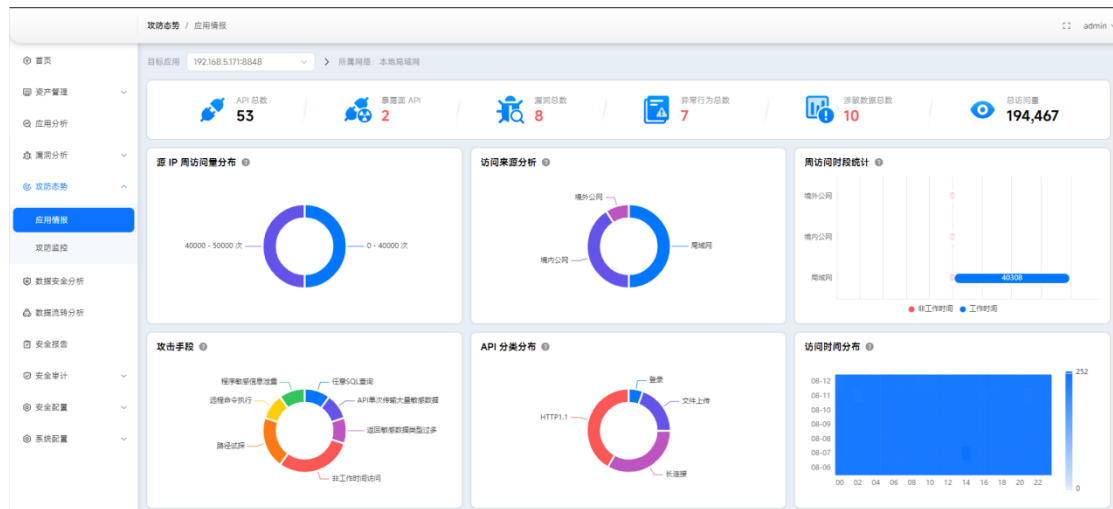 攻防态势 / 应用情报
admin
首页
资产管理
应用分析
漏洞分析
攻防态势
应用情报
攻防监控
数据安全分析
数据流转分析
安全报告
安全审计
安全配置
系统配置
目标应用 192.168.5.171:8848 > 所属网络：本地局域网
API 总数
53
暴露面 API
2
漏洞总数
8
异常行为总数
7
涉敏数据总数
10
总访问量
194,467
源 IP 周访问量分布
40000 - 50000 次
0 - 40000 次
访问来源分析
境外公网
境内公网
局域网
周访问时段统计
境外公网
0
境内公网
0
局域网
0
40308
非工作时间 工作时间
攻击手段
程序敏感信息泄露
任意SQL查询
远程命令执行
API单次传输大量敏感数据
返回敏感数据类型过多
路径试探
非工作时间访问
API 分类分布
登录
文件上传
HTTP1.1
长连接
访问时间分布
252
08-12
08-11
08-10
08-09
08-08
08-07
08-06
00 02 04 06 08 10 12 14 16 18 20 22
0